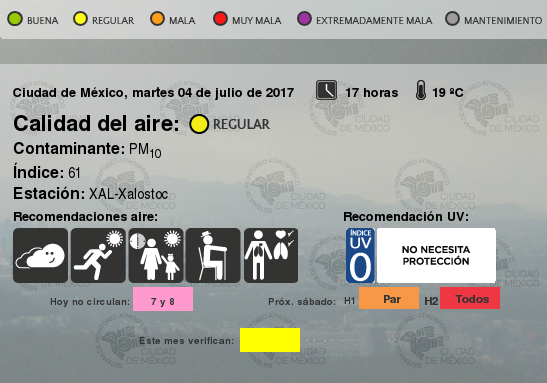 BUENA REGULAR MALA MUY MALA EXTREMADAMENTE MALA MANTENIMIENTO
Ciudad de México, martes 04 de julio de 2017 17 horas 19 ºC
Calidad del aire: REGULAR
Contaminante: PM10
Índice: 61
Estación: XAL-Xalostoc
Recomendaciones aire: Recomendación UV:
ÍNDICE
UV
0
NO NECESITA
PROTECCIÓN
Hoy no circulan: 7 y 8 Próx. sábado: H1 Par H2 Todos
Este mes verifican:
CIUDAD
DE MÉXICO